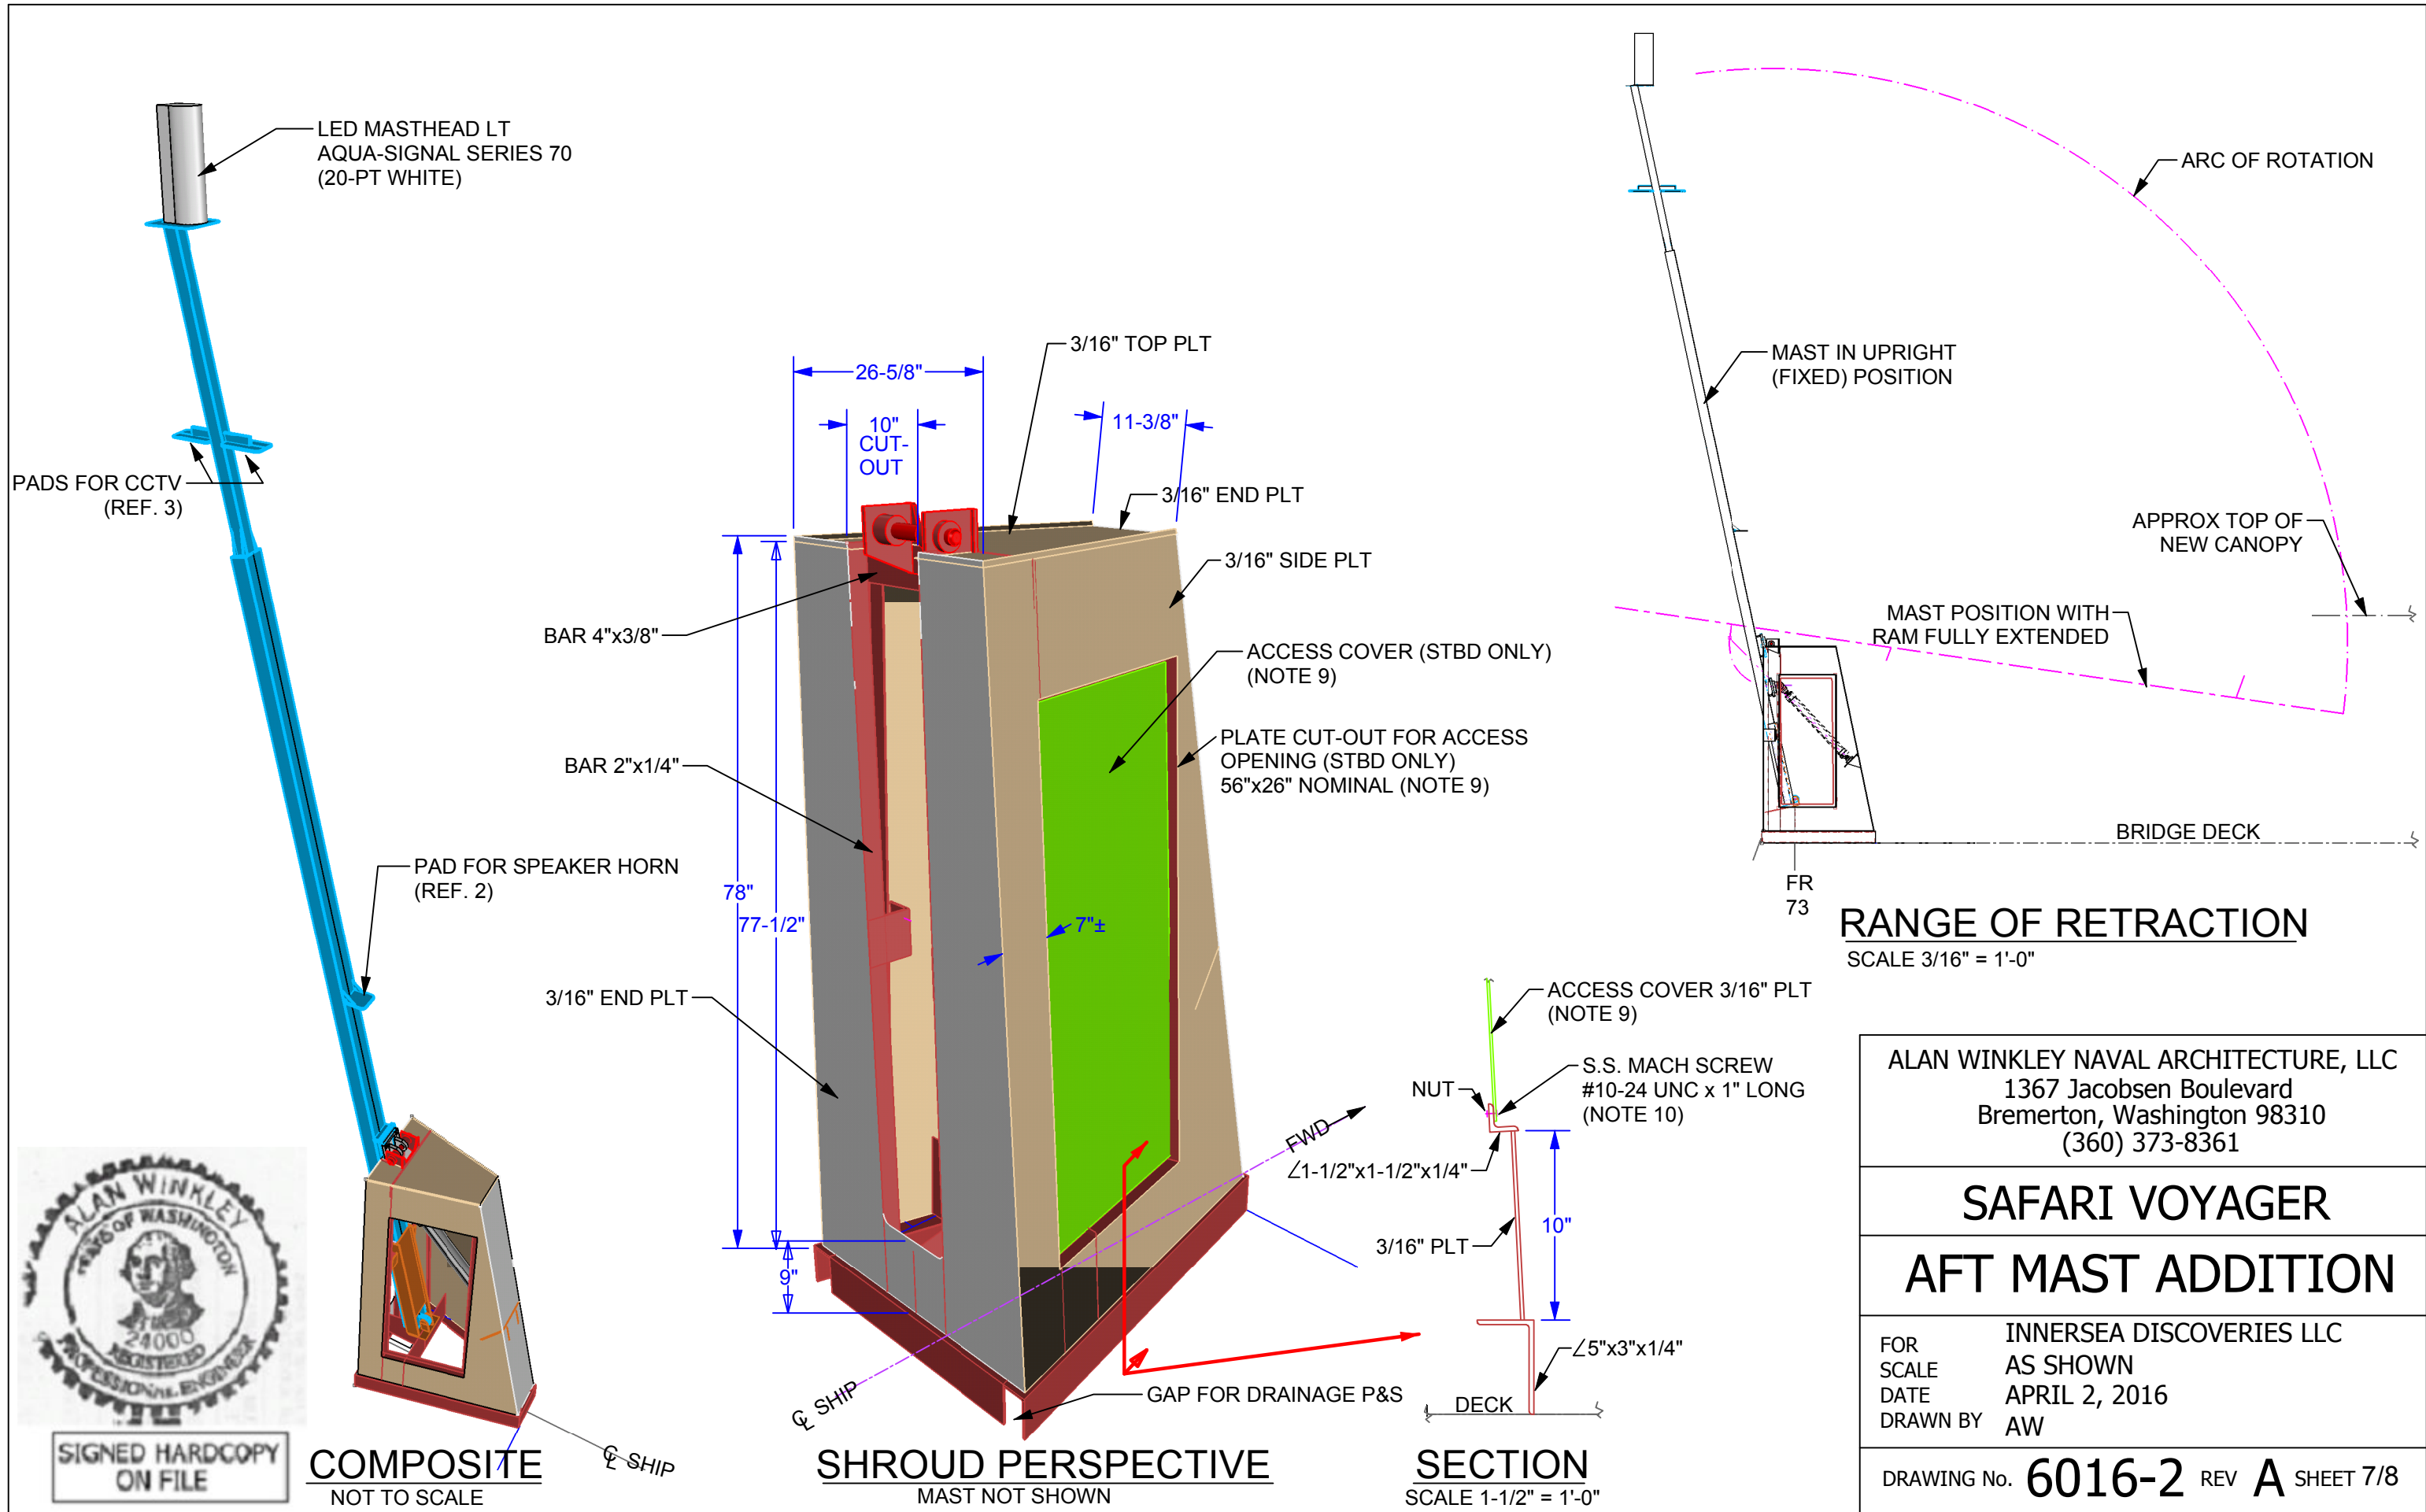 LED MASTHEAD LT
AQUA-SIGNAL SERIES 70
(20-PT WHITE)
PADS FOR CCTV
(REF. 3)
PAD FOR SPEAKER HORN
(REF. 2)
ALAN WINKLEY
STATE OF WASHINGTON
24000
REGISTERED
PROFESSIONAL ENGINEER
SIGNED HARDCOPY
ON FILE
℄ SHIP
COMPOSITE
NOT TO SCALE
26-5/8"
10"
CUT-
OUT
3/16" TOP PLT
11-3/8"
3/16" END PLT
3/16" SIDE PLT
BAR 4"x3/8"
ACCESS COVER (STBD ONLY)
(NOTE 9)
BAR 2"x1/4"
PLATE CUT-OUT FOR ACCESS
OPENING (STBD ONLY)
56"x26" NOMINAL (NOTE 9)
78"
77-1/2"
7"±
3/16" END PLT
9"
FWD
℄ SHIP
GAP FOR DRAINAGE P&S
SHROUD PERSPECTIVE
MAST NOT SHOWN
ARC OF ROTATION
MAST IN UPRIGHT
(FIXED) POSITION
APPROX TOP OF
NEW CANOPY
MAST POSITION WITH
RAM FULLY EXTENDED
BRIDGE DECK
FR
73
RANGE OF RETRACTION
SCALE 3/16" = 1'-0"
ACCESS COVER 3/16" PLT
(NOTE 9)
NUT
S.S. MACH SCREW
#10-24 UNC x 1" LONG
(NOTE 10)
∠1-1/2"x1-1/2"x1/4"
10"
3/16" PLT
∠5"x3"x1/4"
DECK
SECTION
SCALE 1-1/2" = 1'-0"
ALAN WINKLEY NAVAL ARCHITECTURE, LLC
1367 Jacobsen Boulevard
Bremerton, Washington 98310
(360) 373-8361
SAFARI VOYAGER
AFT MAST ADDITION
FOR INNERSEA DISCOVERIES LLC
SCALE AS SHOWN
DATE APRIL 2, 2016
DRAWN BY AW
DRAWING No. 6016-2 REV A SHEET 7/8